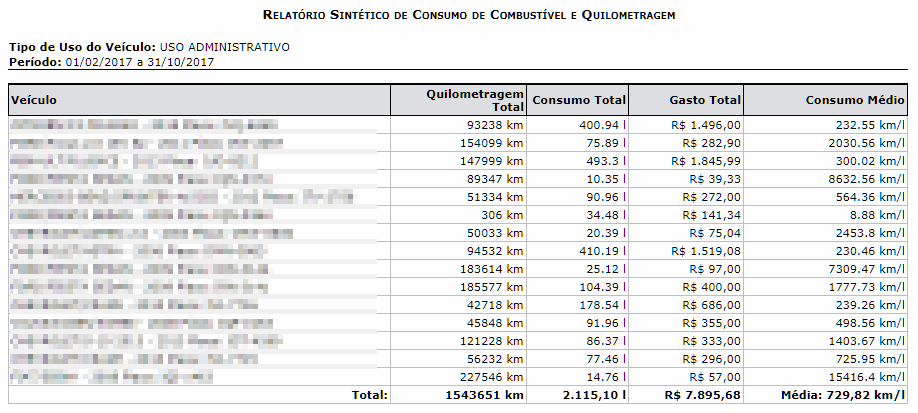 RELATÓRIO SINTÉTICO DE CONSUMO DE COMBUSTÍVEL E QUILOMETRAGEM
Tipo de Uso do Veículo: USO ADMINISTRATIVO
Período: 01/02/2017 a 31/10/2017
Veículo Quilometragem Total Consumo Total Gasto Total Consumo Médio
93238 km 400.94 l R$ 1.496,00 232.55 km/l
154099 km 75.89 l R$ 282,90 2030.56 km/l
147999 km 493.3 l R$ 1.845,99 300.02 km/l
89347 km 10.35 l R$ 39,33 8632.56 km/l
51334 km 90.96 l R$ 272,00 564.36 km/l
306 km 34.48 l R$ 141,34 8.88 km/l
50033 km 20.39 l R$ 75,04 2453.8 km/l
94532 km 410.19 l R$ 1.519,08 230.46 km/l
183614 km 25.12 l R$ 97,00 7309.47 km/l
185577 km 104.39 l R$ 400,00 1777.73 km/l
42718 km 178.54 l R$ 686,00 239.26 km/l
45848 km 91.96 l R$ 355,00 498.56 km/l
121228 km 86.37 l R$ 333,00 1403.67 km/l
56232 km 77.46 l R$ 296,00 725.95 km/l
227546 km 14.76 l R$ 57,00 15416.4 km/l
Total: 1543651 km 2.115,10 l R$ 7.895,68 Média: 729,82 km/l